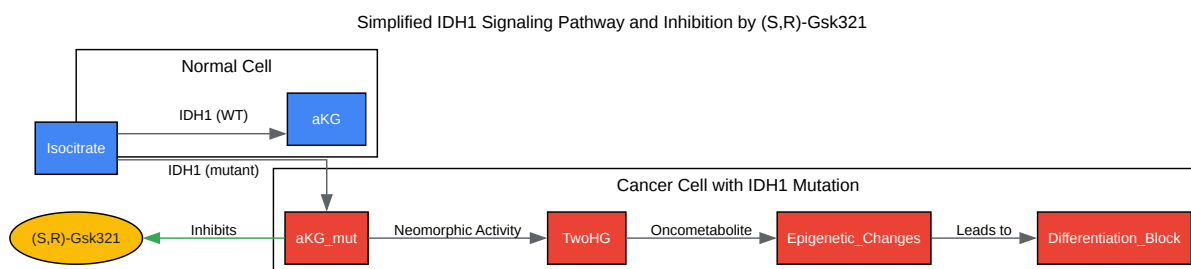 Simplified IDH1 Signaling Pathway and Inhibition by (S,R)-Gsk321
Normal Cell
IDH1 (WT)
aKG
Isocitrate
IDH1 (mutant)
Cancer Cell with IDH1 Mutation
(S,R)-Gsk321
Inhibits
aKG_mut
Neomorphic Activity
TwoHG
Oncometabolite
Epigenetic_Changes
Leads to
Differentiation_Block